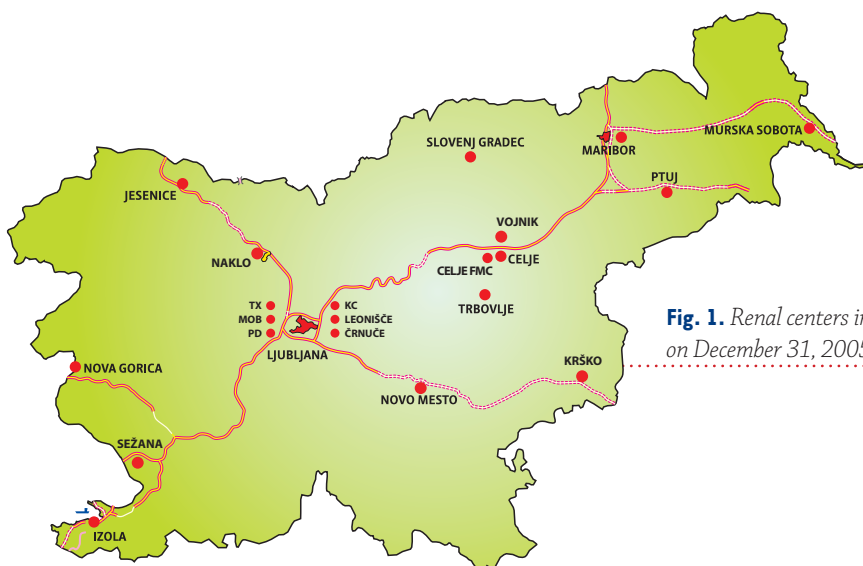 SLOVENJ GRADEC
MURSKA SOBOTA
MARIBOR
PTUJ
JESENICE
VOJNIK
NAKLO
CELJE FMC
CELJE
TRBOVLJE
TX
MOB
PD
KC
LEONIŠČE
ČRNUČE
LJUBLJANA
Fig. 1. Renal centers in
on December 31, 2005
NOVA GORICA
KRŠKO
NOVO MESTO
SEŽANA
1
IZOLA